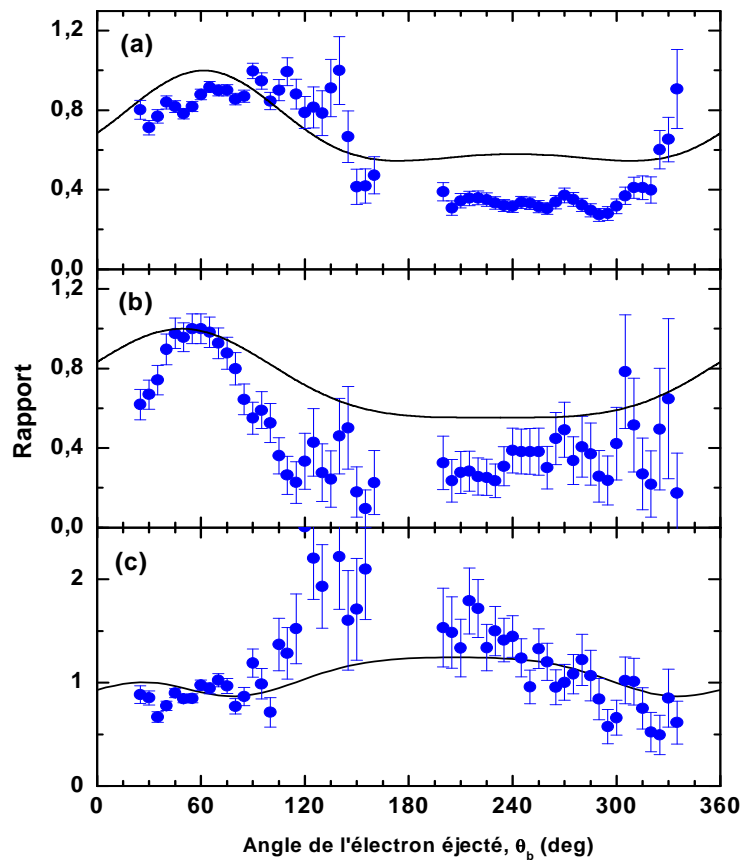 1,2
(a)
0,8
0,4
0,0
1,2
(b)
0,8
0,4
0,0
Rapport
(c)
2
1
0
0 60 120 180 240 300 360
Angle de l'électron éjecté, θb (deg)